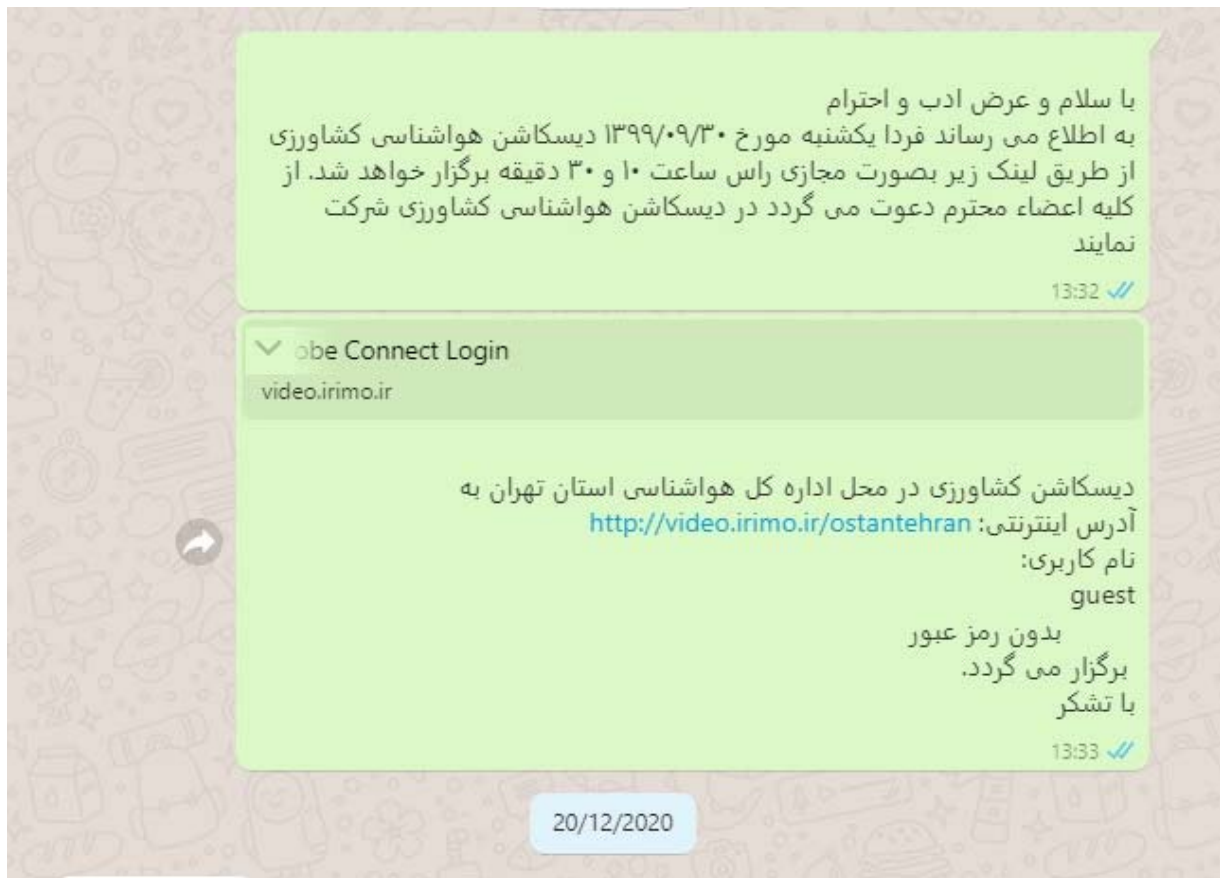 با سلام و عرض ادب و احترام
به اطلاع می رساند فردا یکشنبه مورخ ۱۳۹۹/۰۹/۳۰ دیسکاشن هواشناسی کشاورزی
از طریق لینک زیر بصورت مجازی راس ساعت ۱۰ و ۳۰ دقیقه برگزار خواهد شد. از
کلیه اعضاء محترم دعوت می گردد در دیسکاشن هواشناسی کشاورزی شرکت
نمایند
13:32
obe Connect Login
video.irimo.ir
دیسکاشن کشاورزی در محل اداره کل هواشناسی استان تهران به
آدرس اینترنتی: http://video.irimo.ir/ostantehran
نام کاربری:
guest
بدون رمز عبور
برگزار می گردد.
با تشکر
13:33
20/12/2020